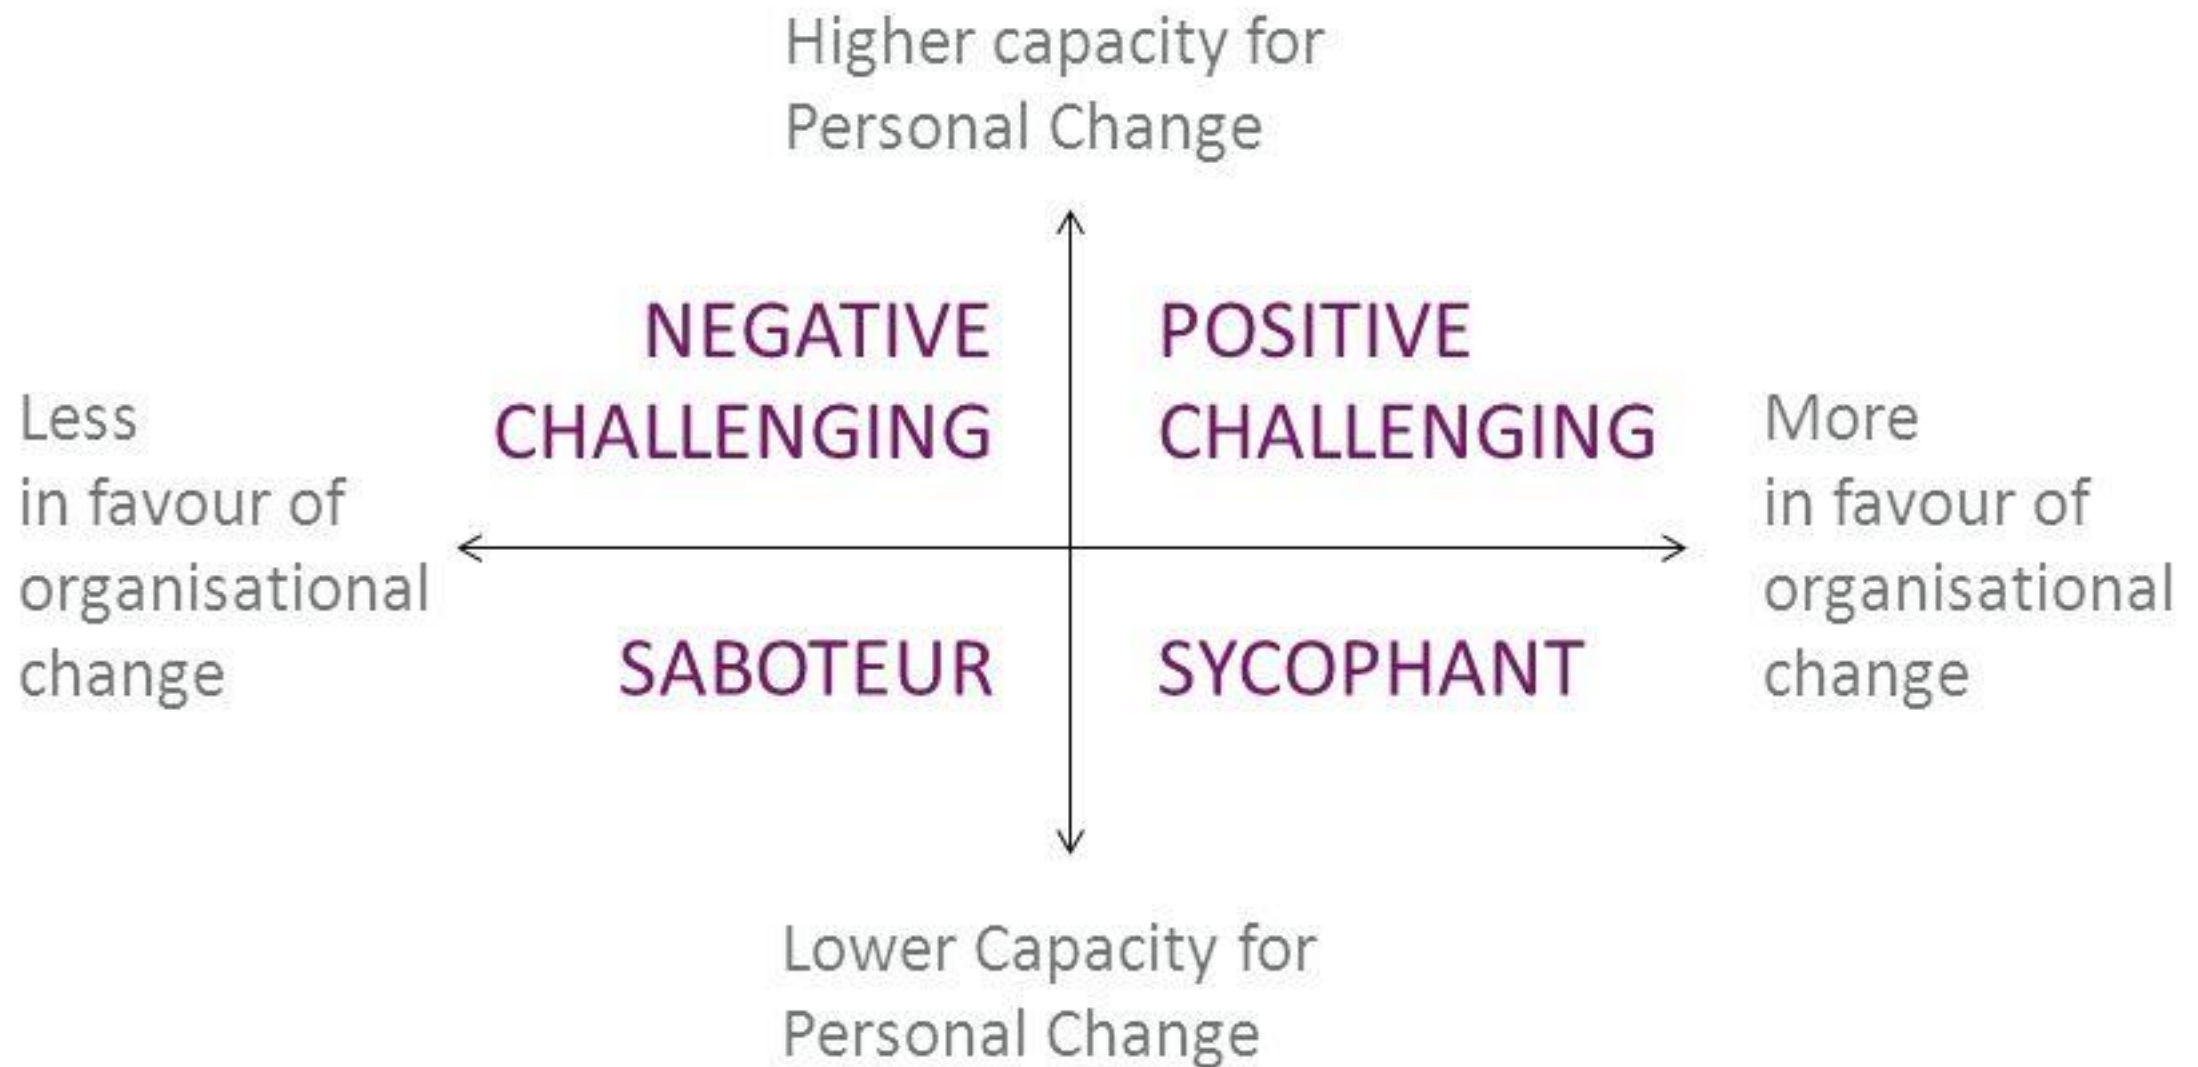 Higher capacity for
Personal Change
NEGATIVE
CHALLENGING
POSITIVE
CHALLENGING
Less
in favour of
organisational
change
More
in favour of
organisational
change
SABOTEUR
SYCOPHANT
Lower Capacity for
Personal Change